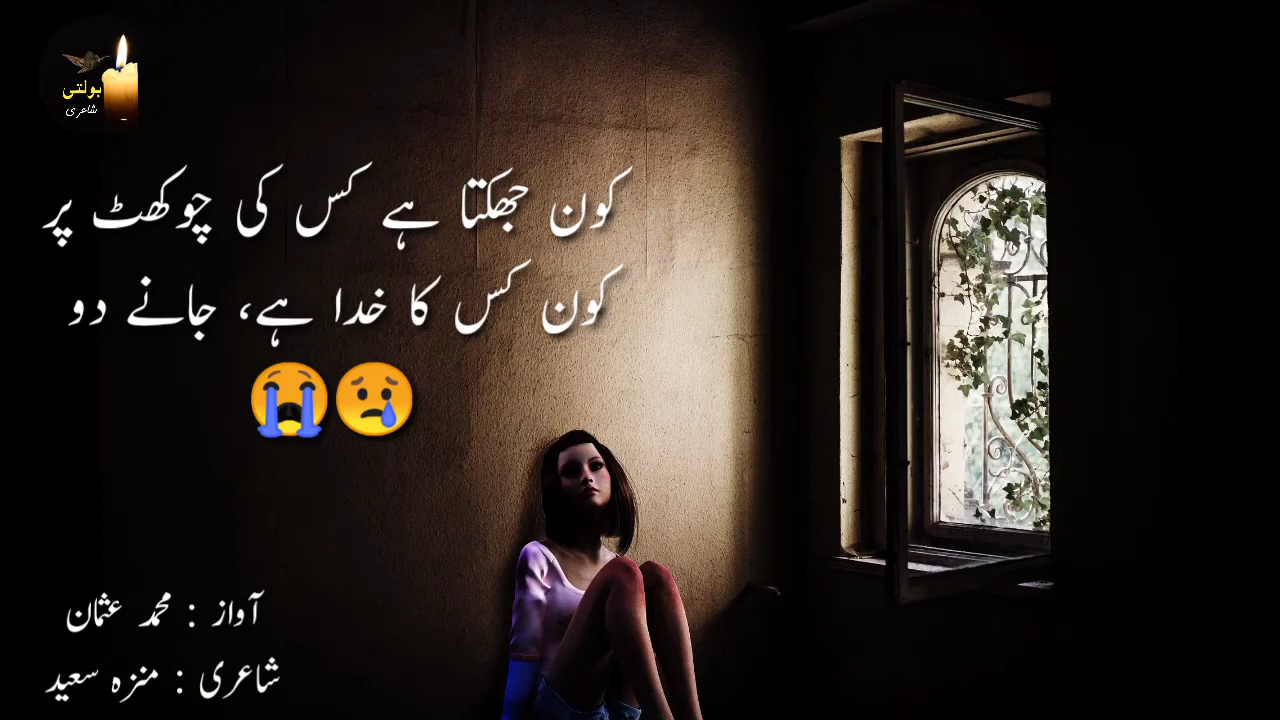 بولتی
شاعری
کون جھکتا ہے کس کی چوکھٹ پر
کون کس کا خدا ہے، جانے دو
😭😢
آواز : محمد عثمان
شاعری : منزہ سعید